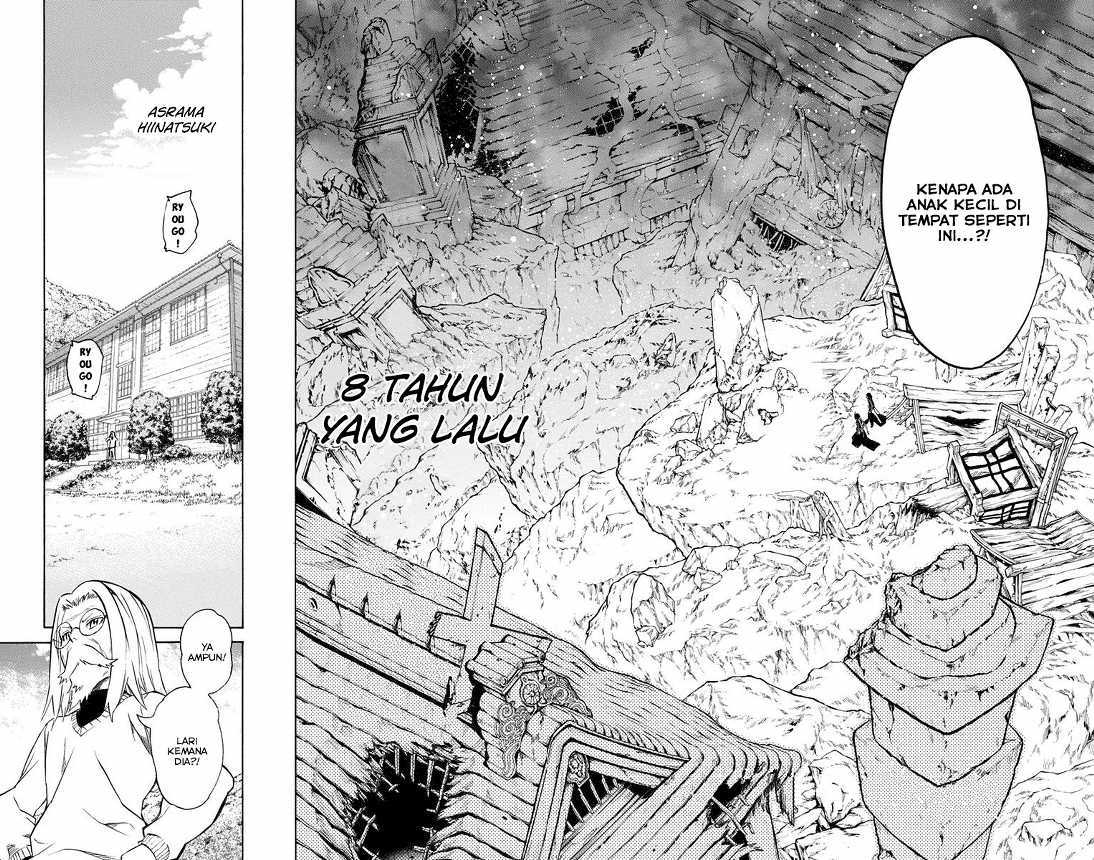 KENAPA ADA
ANAK KECIL DI
TEMPAT SEPERTI
INI...?!
8 TAHUN
YANG LALU
ASRAMA
HIINATSUKI
RY
OU
GO
!
RY
OU
GO
!
YA
AMPUN!
LARI
KEMANA
DIA?!